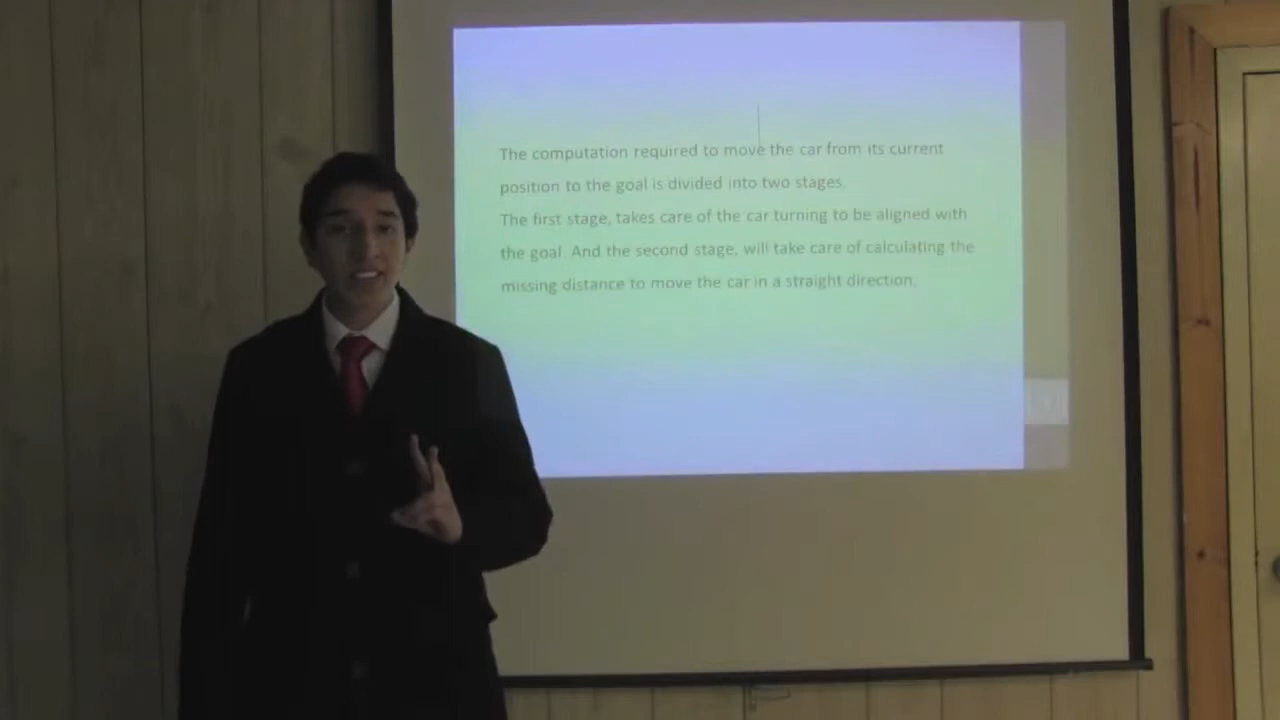 The computation required to move the car from its current
position to the goal is divided into two stages.
The first stage, takes care of the car turning to be aligned with
the goal. And the second stage, will take care of calculating the
missing distance to move the car in a straight direction.